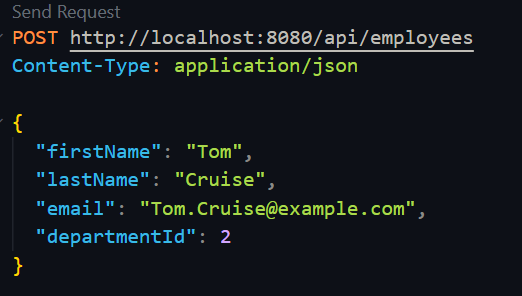 Send Request
POST http://localhost:8080/api/employees
Content-Type: application/json
{
"firstName": "Tom",
"lastName": "Cruise",
"email": "Tom.Cruise@example.com",
"departmentId": 2
}